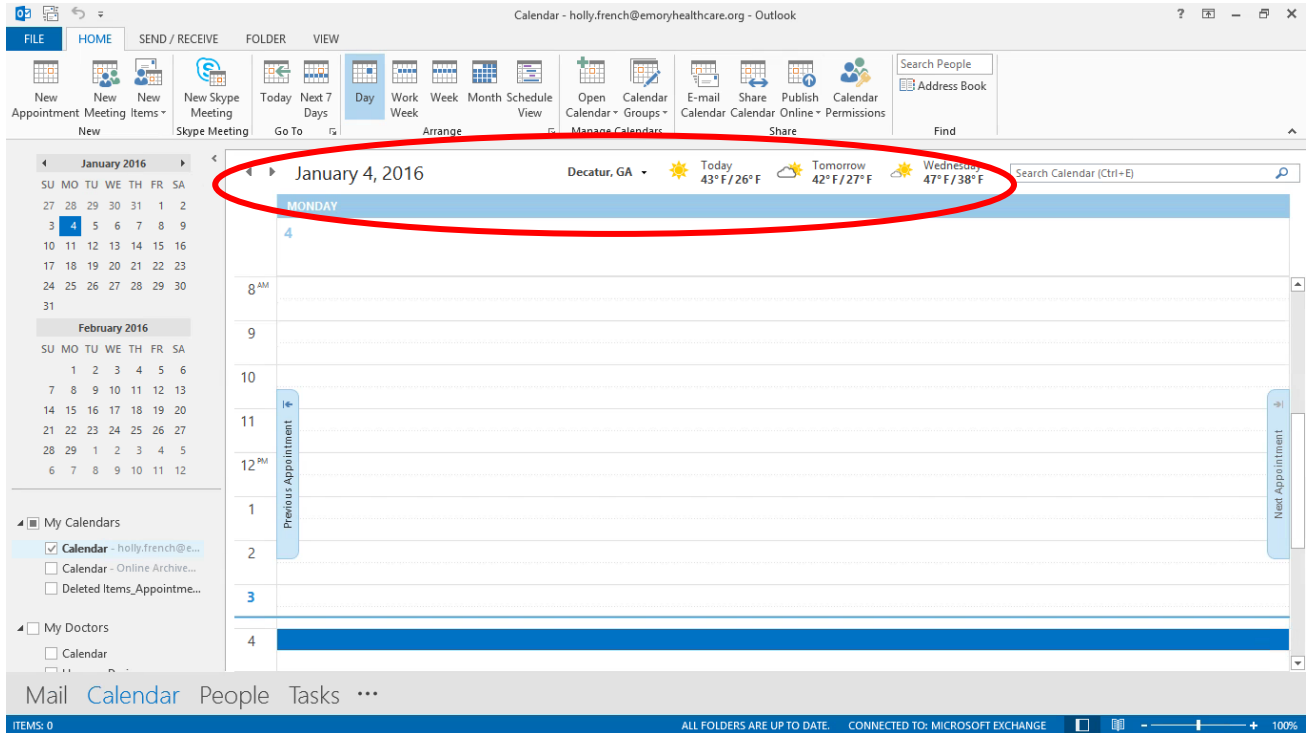 Calendar - holly.french@emoryhealthcare.org - Outlook
FILE HOME SEND / RECEIVE FOLDER VIEW
New Appointment
New Meeting
New Items
New
New Skype Meeting
Skype Meeting
Today
Next 7 Days
Go To
Day
Work Week
Week
Month
Schedule View
Arrange
Open Calendar
Calendar Groups
Manage Calendars
E-mail Calendar
Share Calendar
Publish Online
Calendar Permissions
Share
Search People
Address Book
Find
January 2016
SU MO TU WE TH FR SA
27 28 29 30 31 1 2
3 4 5 6 7 8 9
10 11 12 13 14 15 16
17 18 19 20 21 22 23
24 25 26 27 28 29 30
31
February 2016
SU MO TU WE TH FR SA
1 2 3 4 5 6
7 8 9 10 11 12 13
14 15 16 17 18 19 20
21 22 23 24 25 26 27
28 29 1 2 3 4 5
6 7 8 9 10 11 12
My Calendars
Calendar - holly.french@e...
Calendar - Online Archive...
Deleted Items_Appointme...
My Doctors
Calendar
January 4, 2016
Decatur, GA
Today
43° F / 26° F
Tomorrow
42° F / 27° F
Wednesday
47° F / 38° F
Search Calendar (Ctrl+E)
MONDAY
4
8 AM
9
10
11
12 PM
1
2
3
4
Previous Appointment
Next Appointment
Mail Calendar People Tasks ...
ITEMS: 0
ALL FOLDERS ARE UP TO DATE.
CONNECTED TO: MICROSOFT EXCHANGE
100%